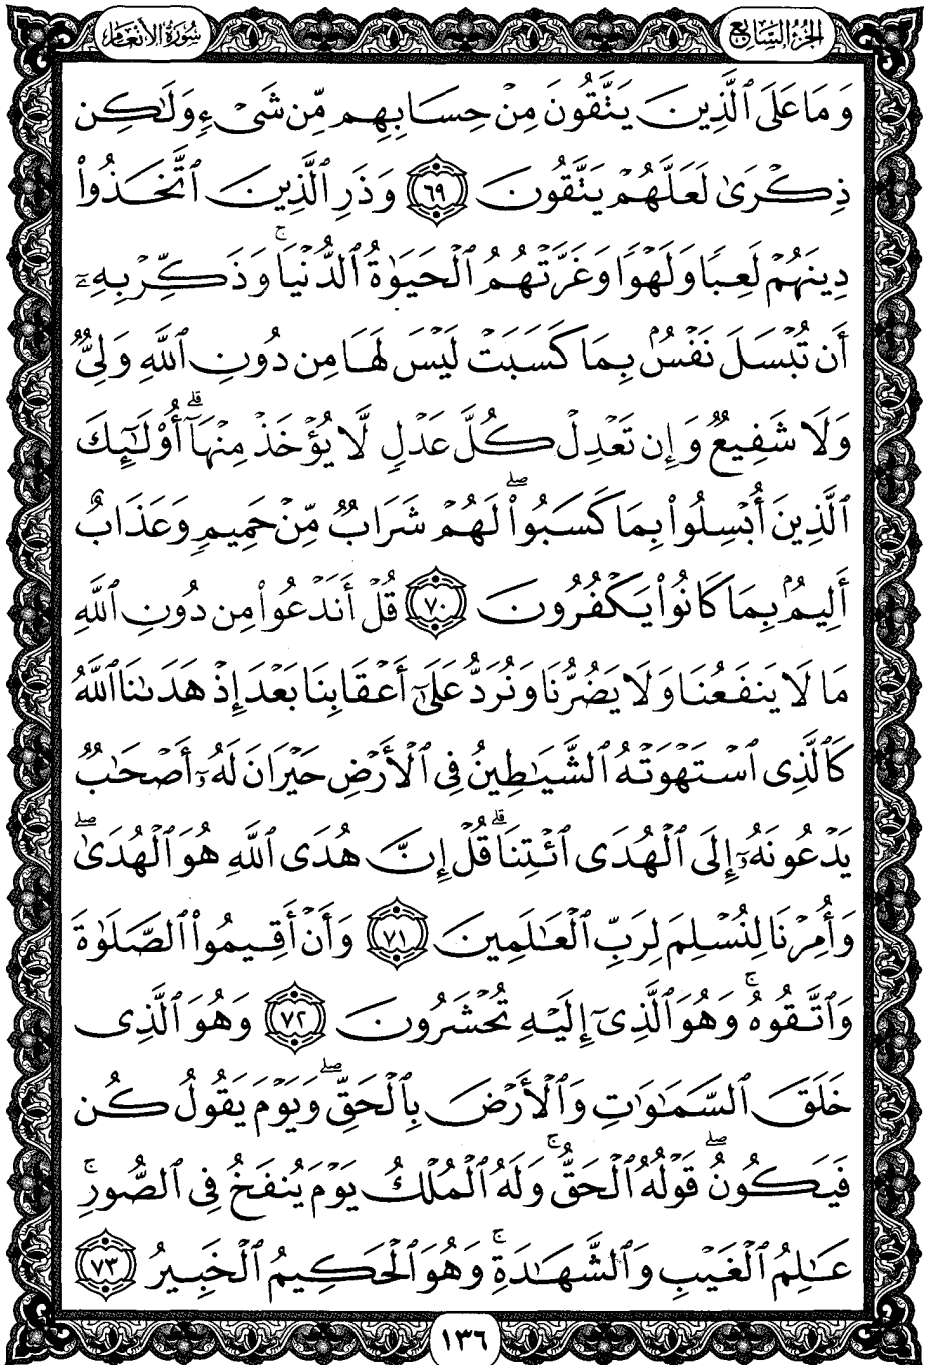 الجزء السابع
سورة الأنعام
وَمَا عَلَى ٱلَّذِينَ يَتَّقُونَ مِنْ حِسَابِهِم مِّن شَىْءٍ وَلَٰكِن
ذِكْرَىٰ لَعَلَّهُمْ يَتَّقُونَ ٦٩ وَذَرِ ٱلَّذِينَ ٱتَّخَذُوا۟
دِينَهُمْ لَعِبًا وَلَهْوًا وَغَرَّتْهُمُ ٱلْحَيَوٰةُ ٱلدُّنْيَا ۚ وَذَكِّرْ بِهِۦٓ
أَن تُبْسَلَ نَفْسٌۢ بِمَا كَسَبَتْ لَيْسَ لَهَا مِن دُونِ ٱللَّهِ وَلِىٌّ
وَلَا شَفِيعٌ وَإِن تَعْدِلْ كُلَّ عَدْلٍ لَّا يُؤْخَذْ مِنْهَآ ۗ أُو۟لَٰٓئِكَ
ٱلَّذِينَ أُبْسِلُوا۟ بِمَا كَسَبُوا۟ ۖ لَهُمْ شَرَابٌ مِّنْ حَمِيمٍ وَعَذَابٌ
أَلِيمٌۢ بِمَا كَانُوا۟ يَكْفُرُونَ ٧٠ قُلْ أَنَدْعُوا۟ مِن دُونِ ٱللَّهِ
مَا لَا يَنفَعُنَا وَلَا يَضُرُّنَا وَنُرَدُّ عَلَىٰٓ أَعْقَابِنَا بَعْدَ إِذْ هَدَىٰنَا ٱللَّهُ
كَٱلَّذِى ٱسْتَهْوَتْهُ ٱلشَّيَٰطِينُ فِى ٱلْأَرْضِ حَيْرَانَ لَهُۥٓ أَصْحَٰبٌ
يَدْعُونَهُۥٓ إِلَى ٱلْهُدَى ٱئْتِنَا ۗ قُلْ إِنَّ هُدَى ٱللَّهِ هُوَ ٱلْهُدَىٰ ۖ
وَأُمِرْنَا لِنُسْلِمَ لِرَبِّ ٱلْعَٰلَمِينَ ٧١ وَأَنْ أَقِيمُوا۟ ٱلصَّلَوٰةَ
وَٱتَّقُوهُ ۚ وَهُوَ ٱلَّذِىٓ إِلَيْهِ تُحْشَرُونَ ٧٢ وَهُوَ ٱلَّذِى
خَلَقَ ٱلسَّمَٰوَٰتِ وَٱلْأَرْضَ بِٱلْحَقِّ ۖ وَيَوْمَ يَقُولُ كُن
فَيَكُونُ ۖ قَوْلُهُ ٱلْحَقُّ ۚ وَلَهُ ٱلْمُلْكُ يَوْمَ يُنفَخُ فِى ٱلصُّورِ ۚ
عَٰلِمُ ٱلْغَيْبِ وَٱلشَّهَٰدَةِ ۚ وَهُوَ ٱلْحَكِيمُ ٱلْخَبِيرُ ٧٣
١٣٦